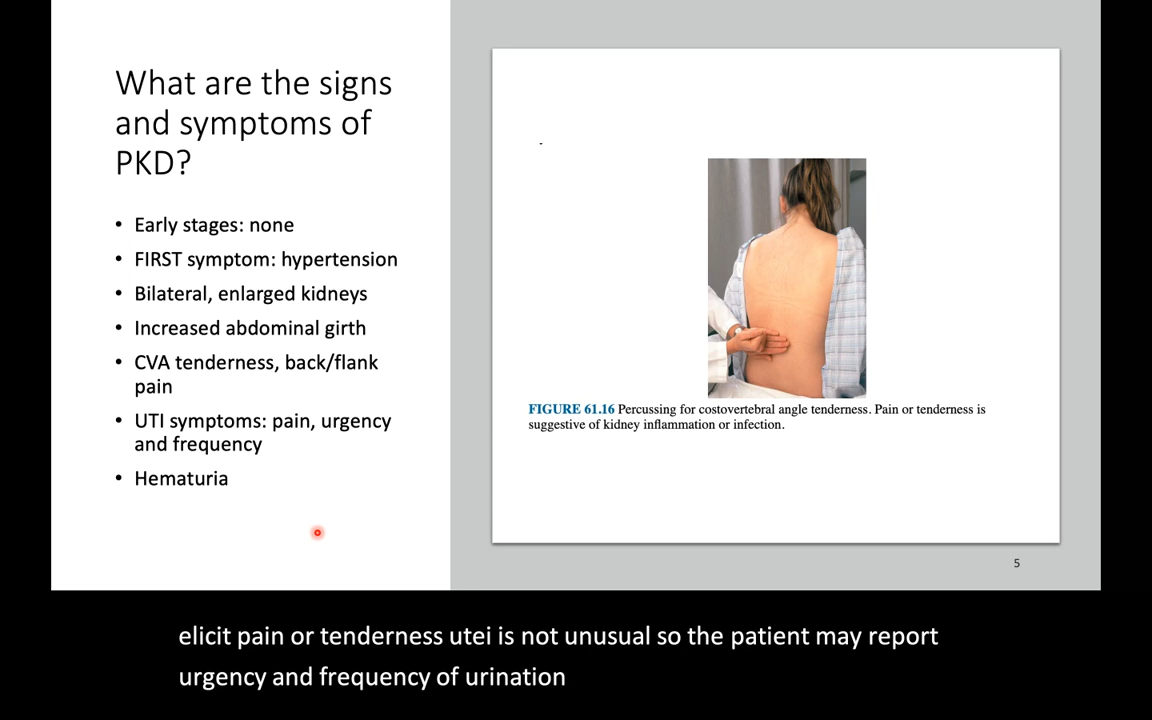 What are the signs
and symptoms of
PKD?
• Early stages: none
• FIRST symptom: hypertension
• Bilateral, enlarged kidneys
• Increased abdominal girth
• CVA tenderness, back/flank
pain
• UTI symptoms: pain, urgency
and frequency
• Hematuria
FIGURE 61.16 Percussing for costovertebral angle tenderness. Pain or tenderness is
suggestive of kidney inflammation or infection.
5
elicit pain or tenderness utei is not unusual so the patient may report
urgency and frequency of urination